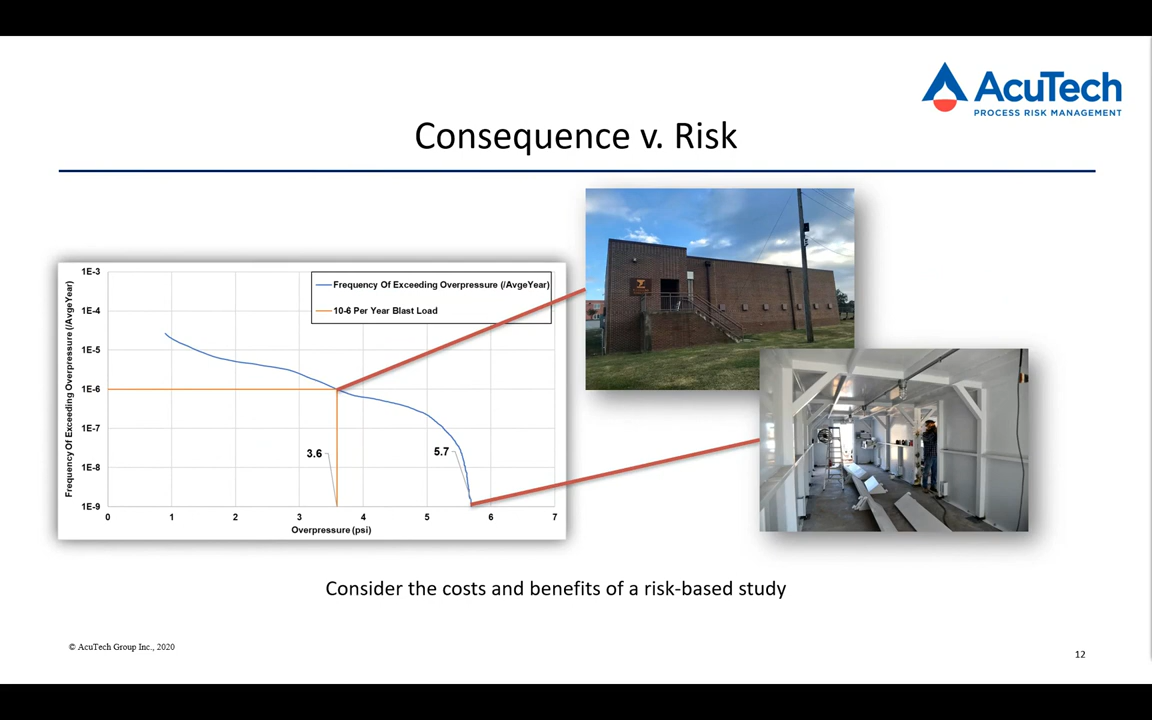 AcuTech
PROCESS RISK MANAGEMENT
Consequence v. Risk
Frequency Of Exceeding Overpressure (/AvgeYear)
1E-3
1E-4
1E-5
1E-6
1E-7
1E-8
1E-9
Frequency Of Exceeding Overpressure (/AvgeYear)
10-6 Per Year Blast Load
3.6
5.7
0 1 2 3 4 5 6 7
Overpressure (psi)
Consider the costs and benefits of a risk-based study
© AcuTech Group Inc., 2020
12